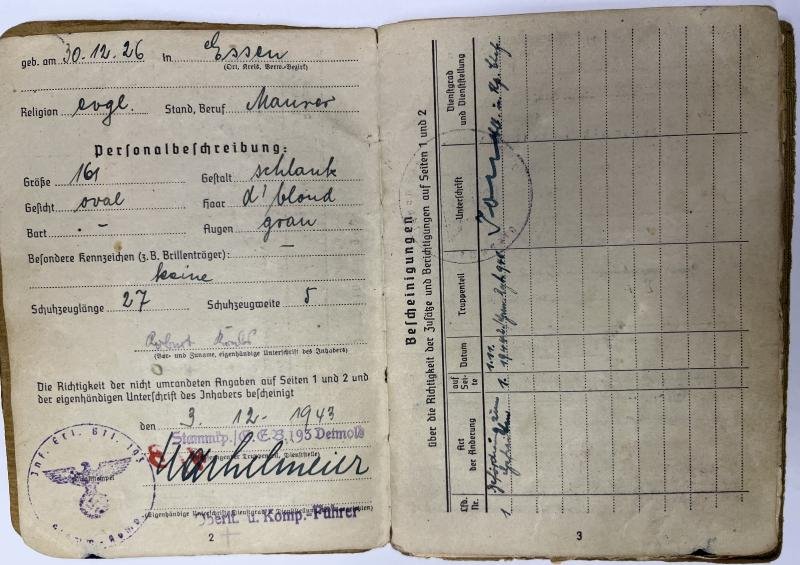 geb. am 30.12.26 in Essen
(Ort, Kreis, Verw.-Bezirk)
Religion evgl. Stand, Beruf Maurer
Personalbeschreibung:
Größe 161 Gestalt schlank
Gesicht oval Haar d'blond
Bart - Augen grau
Besondere Kennzeichen (z.B. Brillenträger): -
keine
Schuhzeuglänge 27 Schuhzeugweite 5
(Vor- und Zuname, eigenhändige Unterschrift des Inhabers)
Die Richtigkeit der nicht umrandeten Angaben auf Seiten 1 und 2 und
der eigenhändigen Unterschrift des Inhabers bescheinigt
den 3.12.1943
Stammkp./G.E.B.193 Detmold
Oberlt. u. Komp.-Führer
2
Bescheinigungen
über die Richtigkeit der Zusätze und Berichtigungen auf Seiten 1 und 2
Lfd. Nr.
Art der Änderung
auf Seite
Datum
Truppenteil
Unterschrift
Dienstgrad und Dienststellung
1
Beförderung zum
1.
3